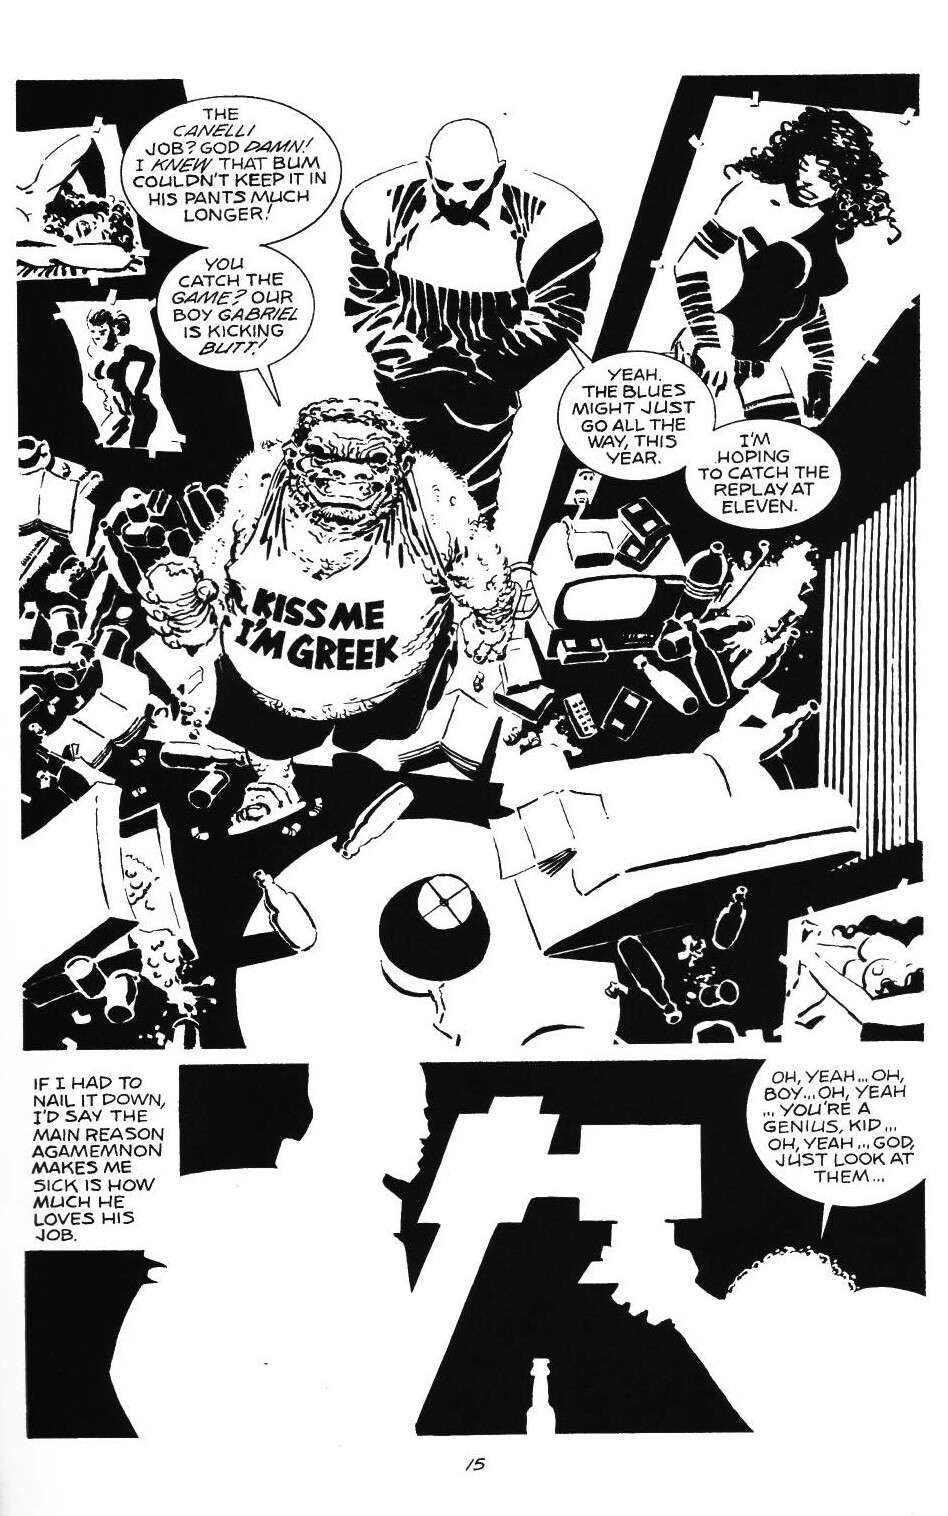 THE
CANELLI
JOB? GOD DAMN!
I KNEW THAT BUM
COULDN'T KEEP IT IN
HIS PANTS MUCH
LONGER!
YOU
CATCH THE
GAME? OUR
BOY GABRIEL
IS KICKING
BUTT!
YEAH.
THE BLUES
MIGHT JUST
GO ALL THE
WAY, THIS
YEAR.
I'M
HOPING
TO CATCH THE
REPLAY AT
ELEVEN.
KISS ME
I'M GREEK
IF I HAD TO
NAIL IT DOWN,
I'D SAY THE
MAIN REASON
AGAMEMNON
MAKES ME
SICK IS HOW
MUCH HE
LOVES HIS
JOB.
OH, YEAH... OH,
BOY... OH, YEAH
... YOU'RE A
GENIUS, KID...
OH, YEAH... GOD,
JUST LOOK AT
THEM...
15